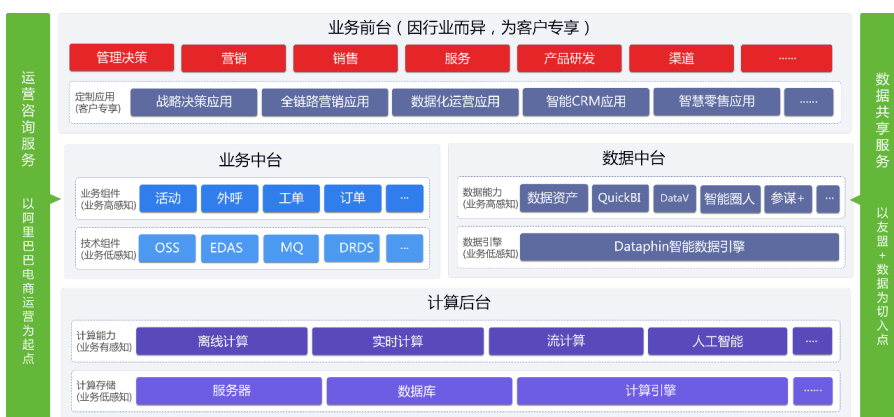 业务前台（因行业而异，为客户专享）
管理决策
营销
销售
服务
产品研发
渠道
……
定制应用
(客户专享)
战略决策应用
全链路营销应用
数据化运营应用
智能CRM应用
智慧零售应用
……
运营咨询服务
以阿里巴巴电商运营为起点
业务中台
业务组件
(业务高感知)
活动
外呼
工单
订单
...
技术组件
(业务低感知)
OSS
EDAS
MQ
DRDS
...
数据中台
数据能力
(业务高感知)
数据资产
QuickBI
DataV
智能圈人
参谋+
...
数据引擎
(业务低感知)
Dataphin智能数据引擎
数据共享服务
以友盟+数据为切入点
计算后台
计算能力
(业务有感知)
离线计算
实时计算
流计算
人工智能
....
计算存储
(业务低感知)
服务器
数据库
计算引擎
……